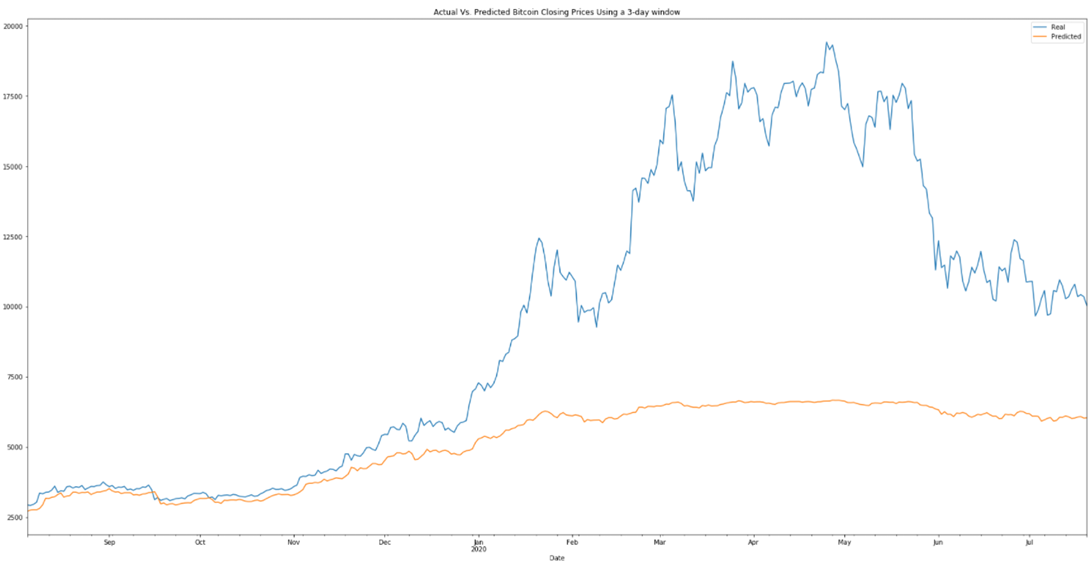 Actual Vs. Predicted Bitcoin Closing Prices Using a 3-day window
Real
Predicted
20000
17500
15000
12500
10000
7500
5000
2500
Sep
Oct
Nov
Dec
Jan
2020
Feb
Mar
Apr
May
Jun
Jul
Date